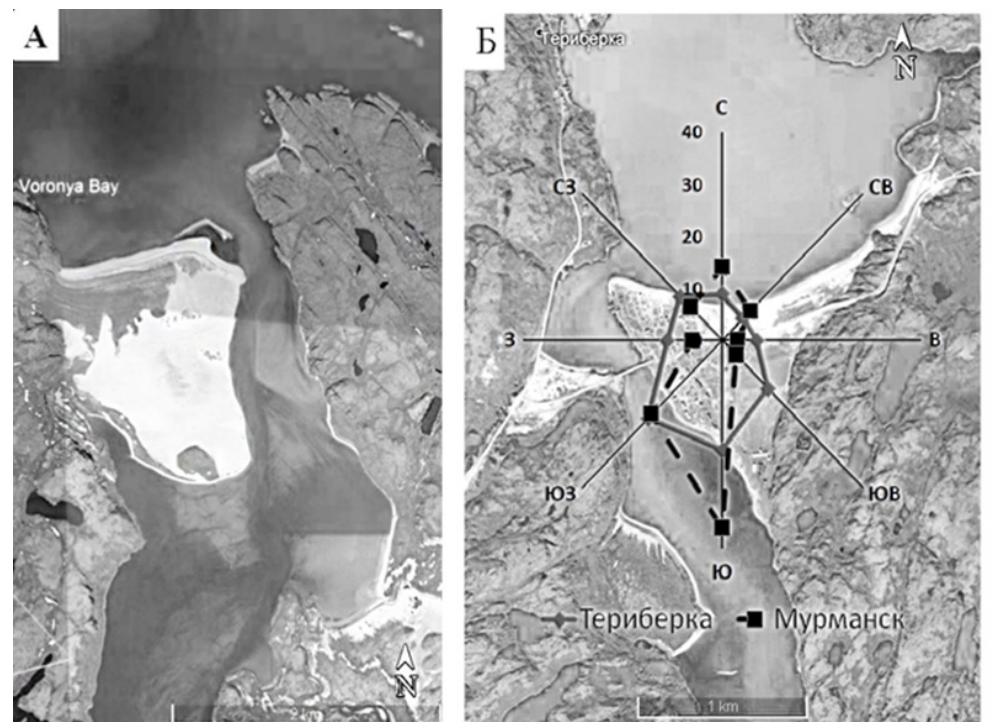 А
Voronya Bay
N
Б
Териберка
N
С
40
30
20
10
СЗ
СВ
З
В
ЮЗ
ЮВ
Ю
Териберка
Мурманск
1 km